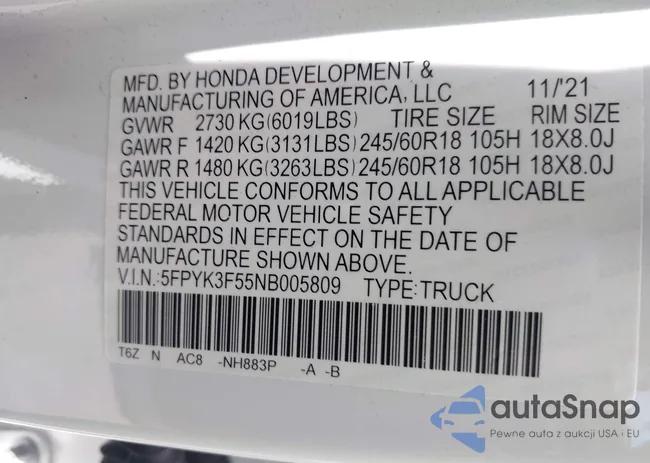 MFD. BY HONDA DEVELOPMENT &
MANUFACTURING OF AMERICA, LLC 11/'21
GVWR 2730 KG(6019LBS) TIRE SIZE RIM SIZE
GAWR F 1420 KG(3131LBS) 245/60R18 105H 18X8.0J
GAWR R 1480 KG(3263LBS) 245/60R18 105H 18X8.0J
THIS VEHICLE CONFORMS TO ALL APPLICABLE
FEDERAL MOTOR VEHICLE SAFETY
STANDARDS IN EFFECT ON THE DATE OF
MANUFACTURE SHOWN ABOVE.
V.I.N.:5FPYK3F55NB005809 TYPE:TRUCK
T6Z N AC8 -NH883P -A -B
autaSnap
Pewne auta z aukcji USA i EU